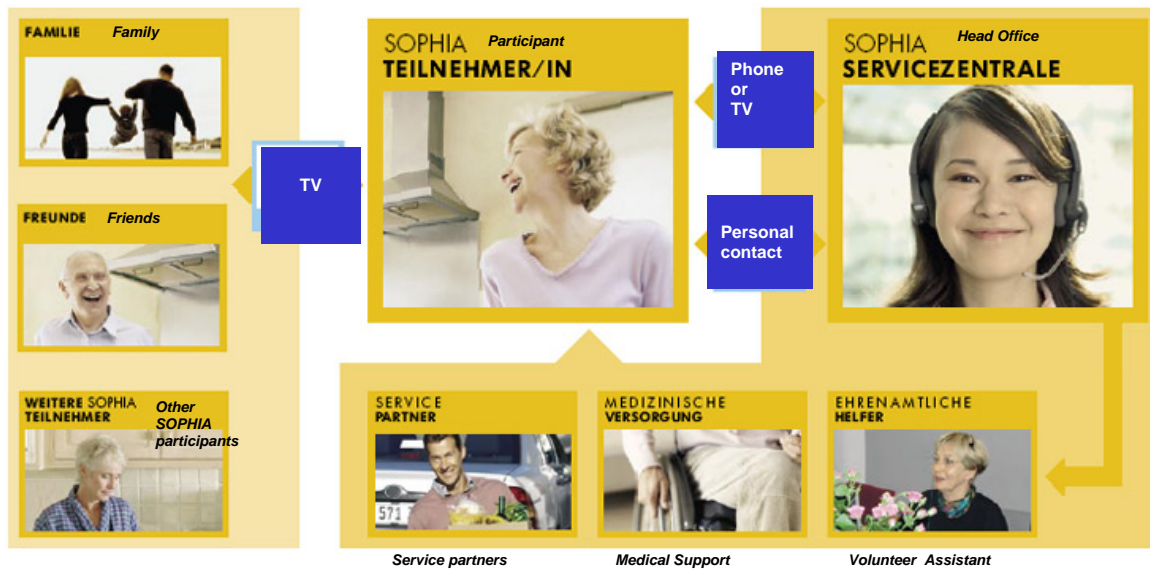 FAMILIE Family
FREUNDE Friends
WEITERE SOPHIA
TEILNEHMER
Other
SOPHIA
participants
TV
SOPHIA Participant
TEILNEHMER/IN
Phone
or
TV
Personal
contact
SOPHIA Head Office
SERVICEZENTRALE
SERVICE
PARTNER
571
Service partners
MEDIZINISCHE
VERSORGUNG
Medical Support
EHRENAMTLICHE
HELFER
Volunteer Assistant